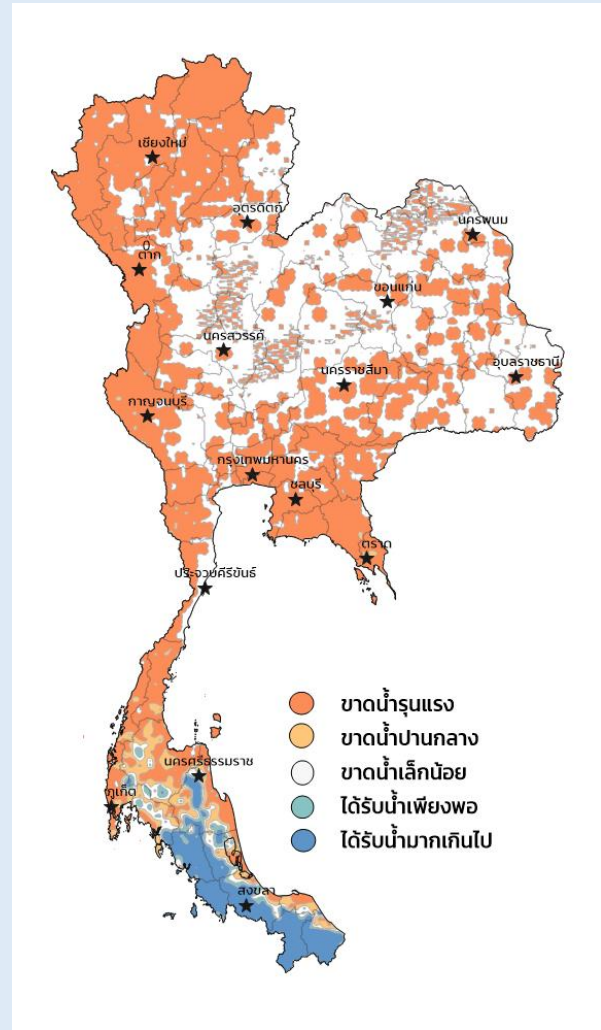 เชียงใหม่
อุตรดิตถ์
นครพนม
0
ตาก
ขอนแก่น
นครสวรรค์
อุบลราชธานี
นครราชสีมา
กาญจนบุรี
กรุงเทพมหานคร
ชลบุรี
ตราด
ประจวบคีรีขันธ์
ขาดน้ำรุนแรง
ขาดน้ำปานกลาง
นครศรีธรรมราช
ขาดน้ำเล็กน้อย
ภูเก็ต
ได้รับน้ำเพียงพอ
ได้รับน้ำมากเกินไป
สงขลา